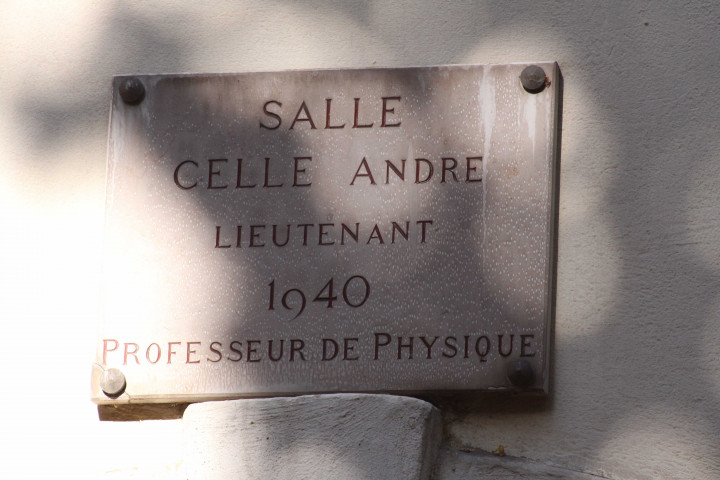 SALLE
CELLE ANDRE
LIEUTENANT
1940
PROFESSEUR DE PHYSIQUE